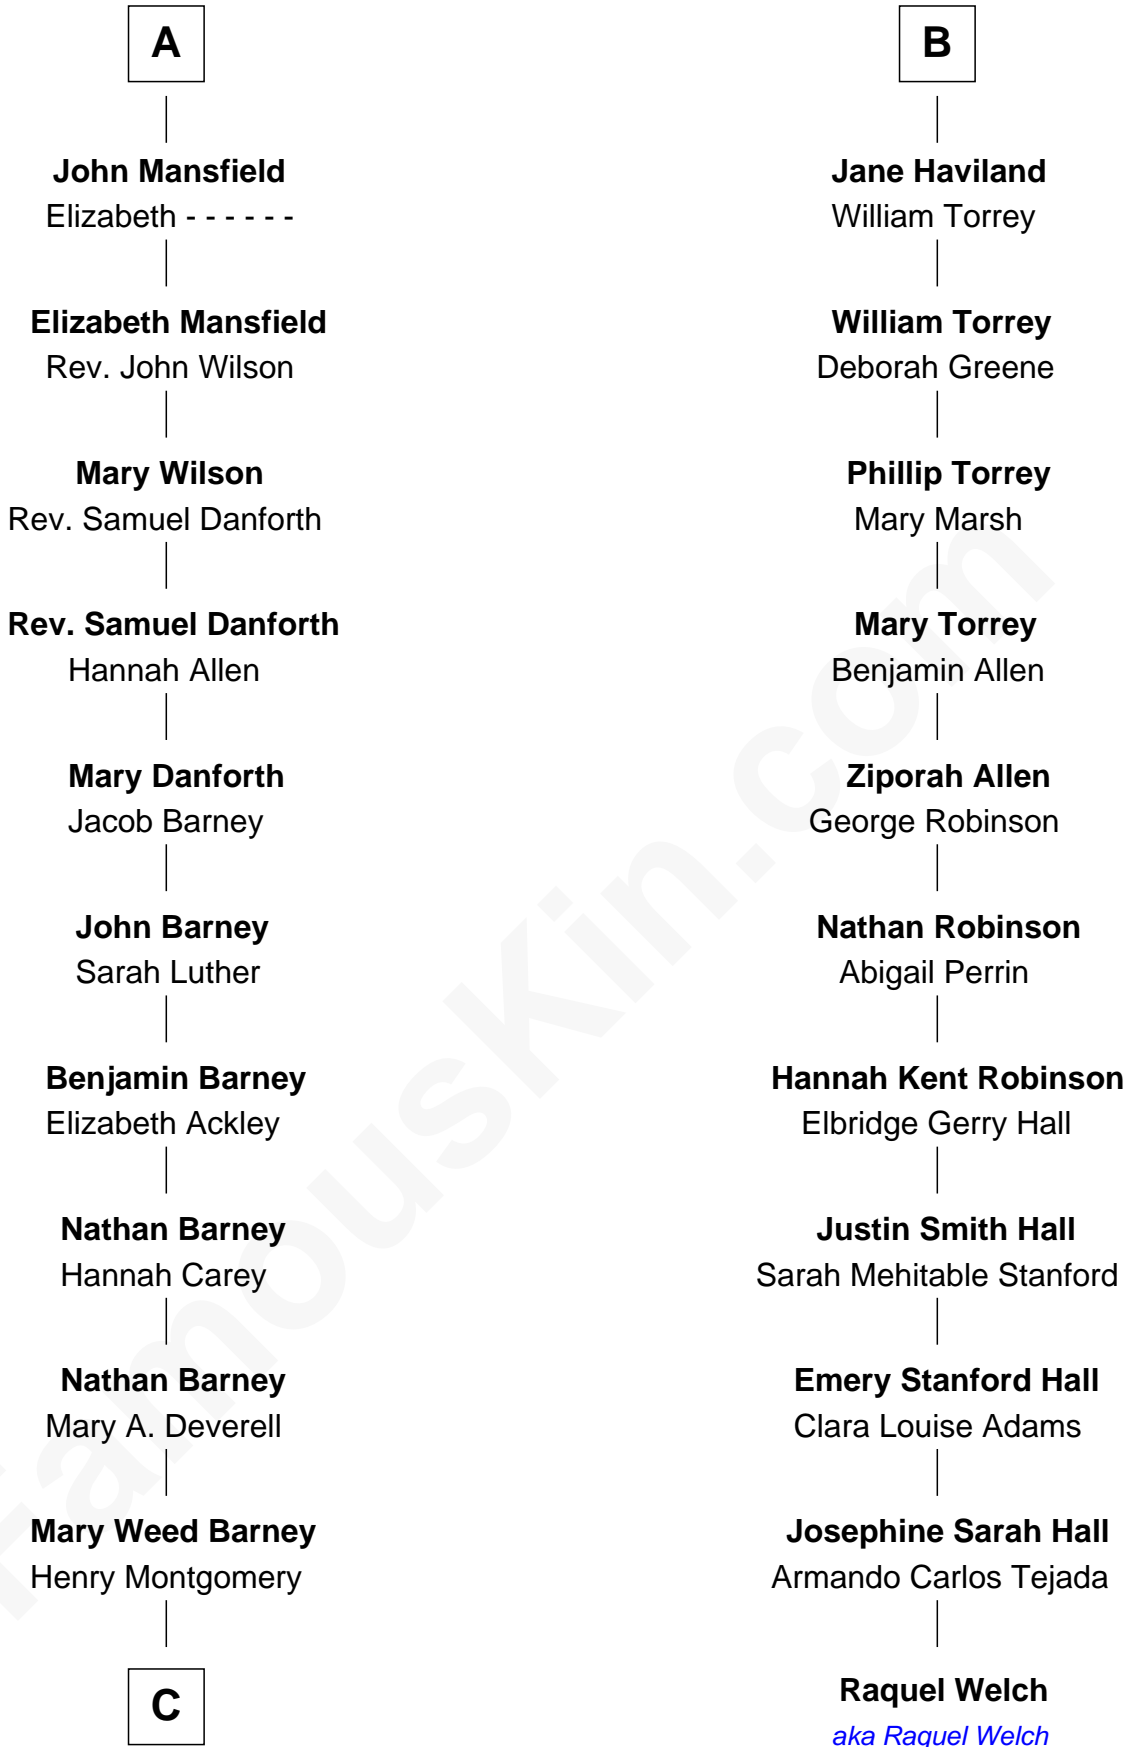 A
John Mansfield
Elizabeth - - - - - -
Elizabeth Mansfield
Rev. John Wilson
Mary Wilson
Rev. Samuel Danforth
Rev. Samuel Danforth
Hannah Allen
Mary Danforth
Jacob Barney
John Barney
Sarah Luther
Benjamin Barney
Elizabeth Ackley
Nathan Barney
Hannah Carey
Nathan Barney
Mary A. Deverell
Mary Weed Barney
Henry Montgomery
C
B
Jane Haviland
William Torrey
William Torrey
Deborah Greene
Phillip Torrey
Mary Marsh
Mary Torrey
Benjamin Allen
Ziporah Allen
George Robinson
Nathan Robinson
Abigail Perrin
Hannah Kent Robinson
Elbridge Gerry Hall
Justin Smith Hall
Sarah Mehitable Stanford
Emery Stanford Hall
Clara Louise Adams
Josephine Sarah Hall
Armando Carlos Tejada
Raquel Welch
aka Raquel Welch
FamousKin.com